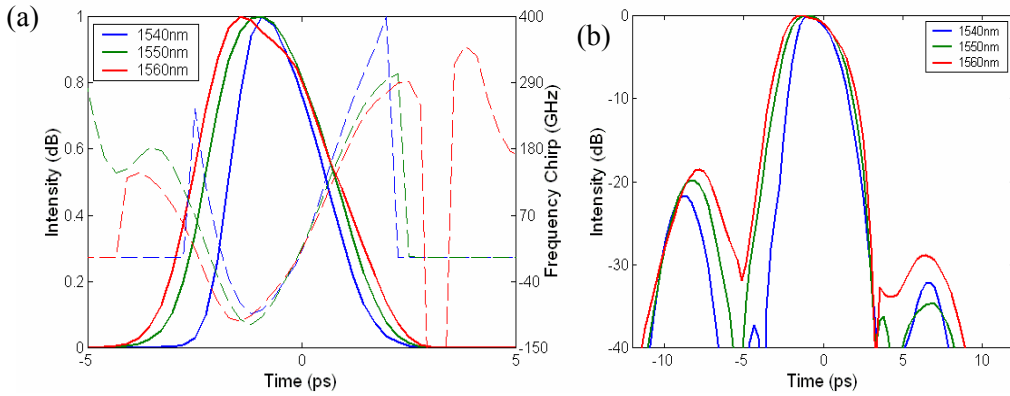 (a)
1540nm
1550nm
1560nm
1
0.8
0.6
0.4
0.2
0
Intensity (dB)
-5
0
5
Time (ps)
400
290
180
70
-40
-150
Frequency Chirp (GHz)
(b)
1540nm
1550nm
1560nm
0
-10
-20
-30
-40
Intensity (dB)
-10
-5
0
5
10
Time (ps)